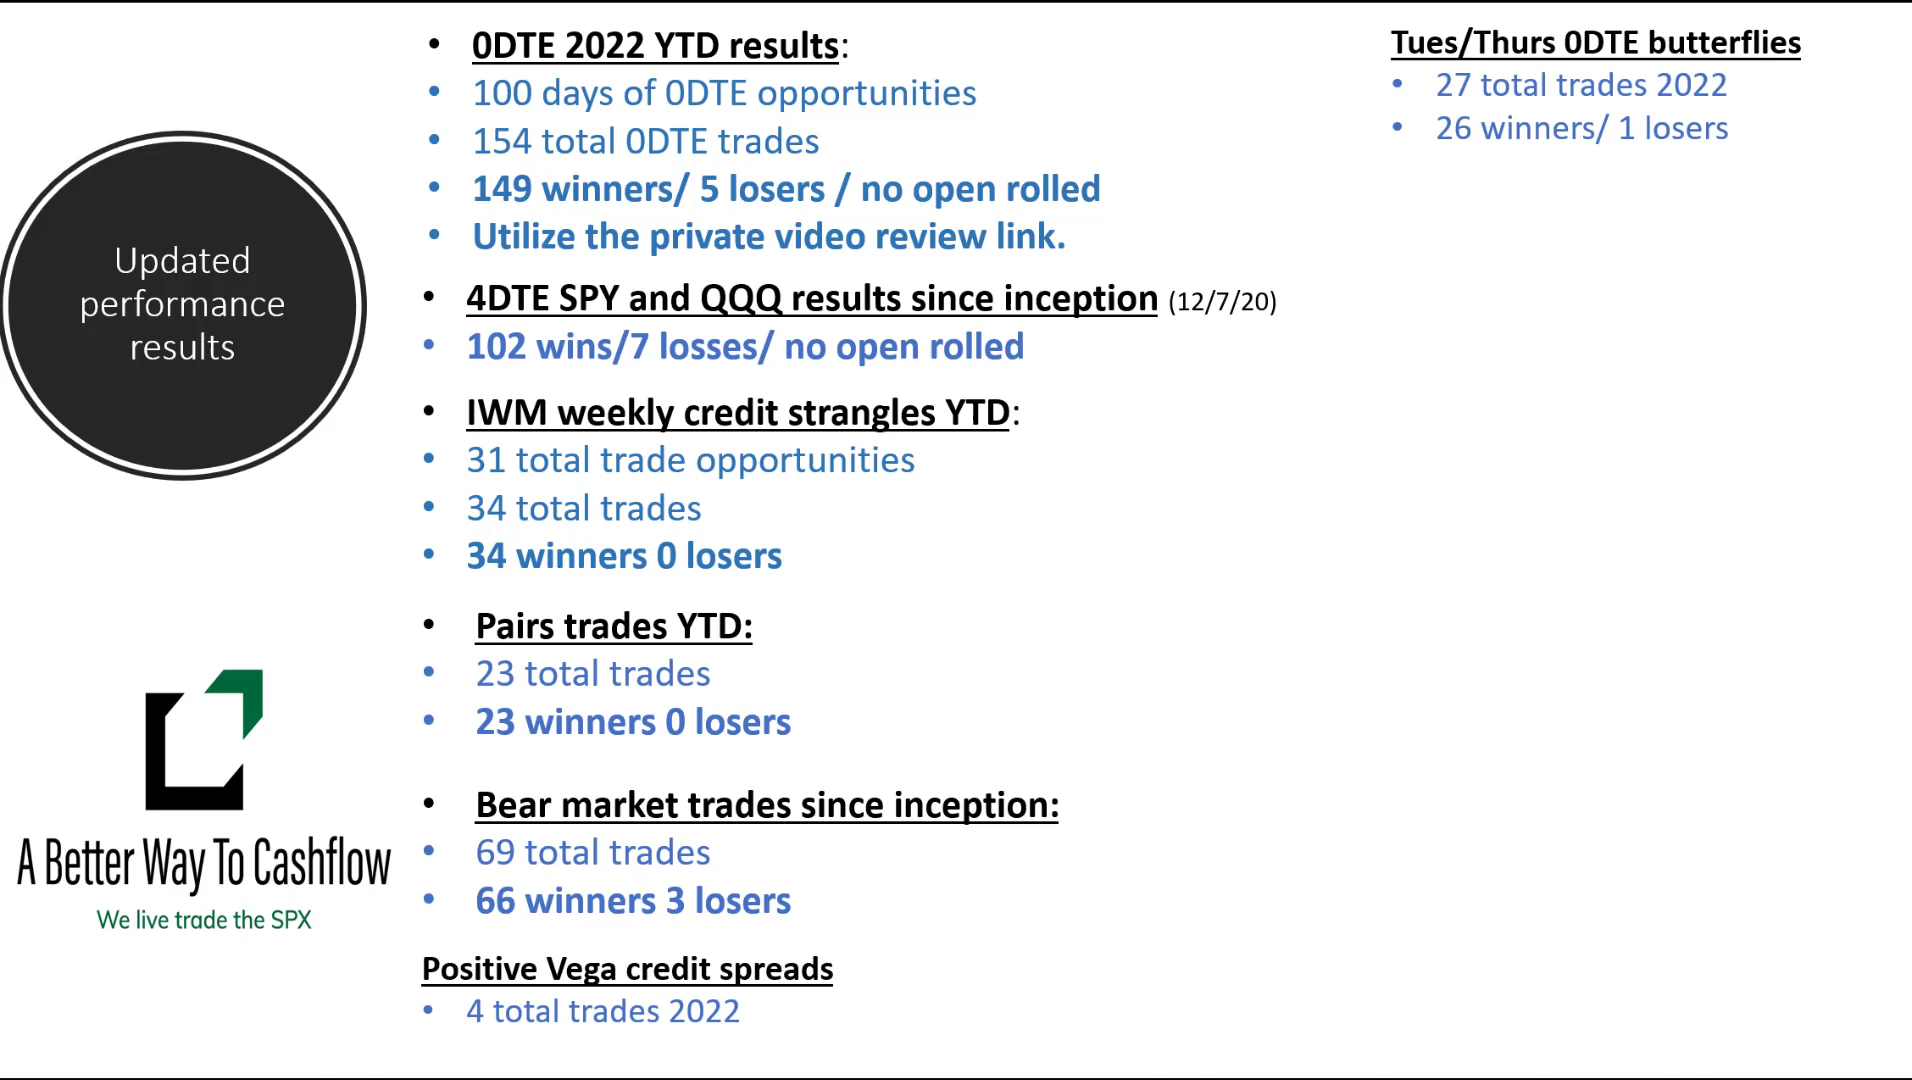 Updated
performance
results
A Better Way To Cashflow
We live trade the SPX
• 0DTE 2022 YTD results:
• 100 days of 0DTE opportunities
• 154 total 0DTE trades
• 149 winners/ 5 losers / no open rolled
• Utilize the private video review link.
• 4DTE SPY and QQQ results since inception (12/7/20)
• 102 wins/7 losses/ no open rolled
• IWM weekly credit strangles YTD:
• 31 total trade opportunities
• 34 total trades
• 34 winners 0 losers
• Pairs trades YTD:
• 23 total trades
• 23 winners 0 losers
• Bear market trades since inception:
• 69 total trades
• 66 winners 3 losers
Positive Vega credit spreads
• 4 total trades 2022
Tues/Thurs 0DTE butterflies
• 27 total trades 2022
• 26 winners/ 1 losers